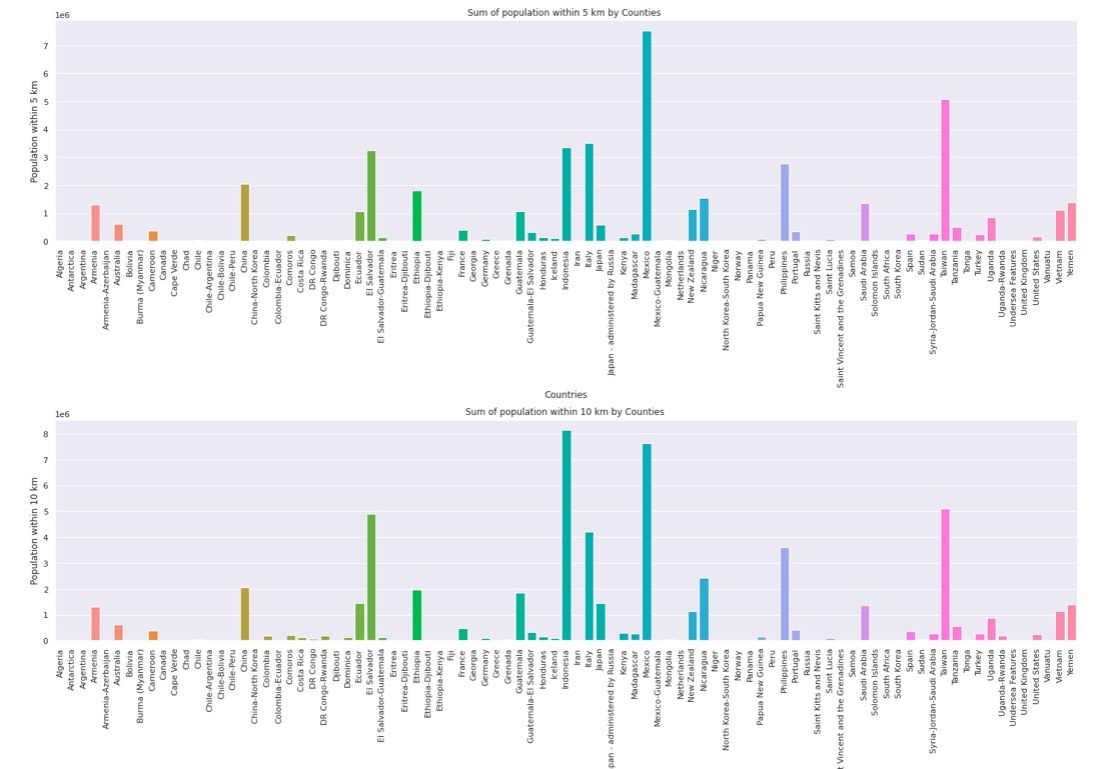 Sum of population within 5 km by Counties
1e6
Population within 5 km
7
6
5
4
3
2
1
0
Algeria
Antarctica
Argentina
Armenia
Armenia-Azerbaijan
Australia
Bolivia
Burma (Myanmar)
Cameroon
Canada
Cape Verde
Chad
Chile
Chile-Argentina
Chile-Bolivia
Chile-Peru
China
China-North Korea
Colombia
Colombia-Ecuador
Comoros
Costa Rica
DR Congo
DR Congo-Rwanda
Djibouti
Dominica
Ecuador
El Salvador
El Salvador-Guatemala
Eritrea
Eritrea-Djibouti
Ethiopia
Ethiopia-Djibouti
Ethiopia-Kenya
Fiji
France
Georgia
Germany
Greece
Grenada
Guatemala
Guatemala-El Salvador
Honduras
Iceland
Indonesia
Iran
Italy
Japan
Japan - administered by Russia
Kenya
Madagascar
Mexico
Mexico-Guatemala
Mongolia
Netherlands
New Zealand
Nicaragua
Niger
North Korea-South Korea
Norway
Panama
Papua New Guinea
Peru
Philippines
Portugal
Russia
Saint Kitts and Nevis
Saint Lucia
Saint Vincent and the Grenadines
Samoa
Saudi Arabia
Solomon Islands
South Africa
South Korea
Spain
Sudan
Syria-Jordan-Saudi Arabia
Taiwan
Tanzania
Tonga
Turkey
Uganda
Uganda-Rwanda
Undersea Features
United Kingdom
United States
Vanuatu
Vietnam
Yemen
Countries
Sum of population within 10 km by Counties
1e6
Population within 10 km
8
7
6
5
4
3
2
1
0
Algeria
Antarctica
Argentina
Armenia
Armenia-Azerbaijan
Australia
Bolivia
Burma (Myanmar)
Cameroon
Canada
Cape Verde
Chad
Chile
Chile-Argentina
Chile-Bolivia
Chile-Peru
China
China-North Korea
Colombia
Colombia-Ecuador
Comoros
Costa Rica
DR Congo
DR Congo-Rwanda
Djibouti
Dominica
Ecuador
El Salvador
El Salvador-Guatemala
Eritrea
Eritrea-Djibouti
Ethiopia
Ethiopia-Djibouti
Ethiopia-Kenya
Fiji
France
Georgia
Germany
Greece
Grenada
Guatemala
Guatemala-El Salvador
Honduras
Iceland
Indonesia
Iran
Italy
Japan
pan - administered by Russia
Kenya
Madagascar
Mexico
Mexico-Guatemala
Mongolia
Netherlands
New Zealand
Nicaragua
Niger
North Korea-South Korea
Norway
Panama
Papua New Guinea
Peru
Philippines
Portugal
Russia
Saint Kitts and Nevis
Saint Lucia
t Vincent and the Grenadines
Samoa
Saudi Arabia
Solomon Islands
South Africa
South Korea
Spain
Sudan
Syria-Jordan-Saudi Arabia
Taiwan
Tanzania
Tonga
Turkey
Uganda
Uganda-Rwanda
Undersea Features
United Kingdom
United States
Vanuatu
Vietnam
Yemen